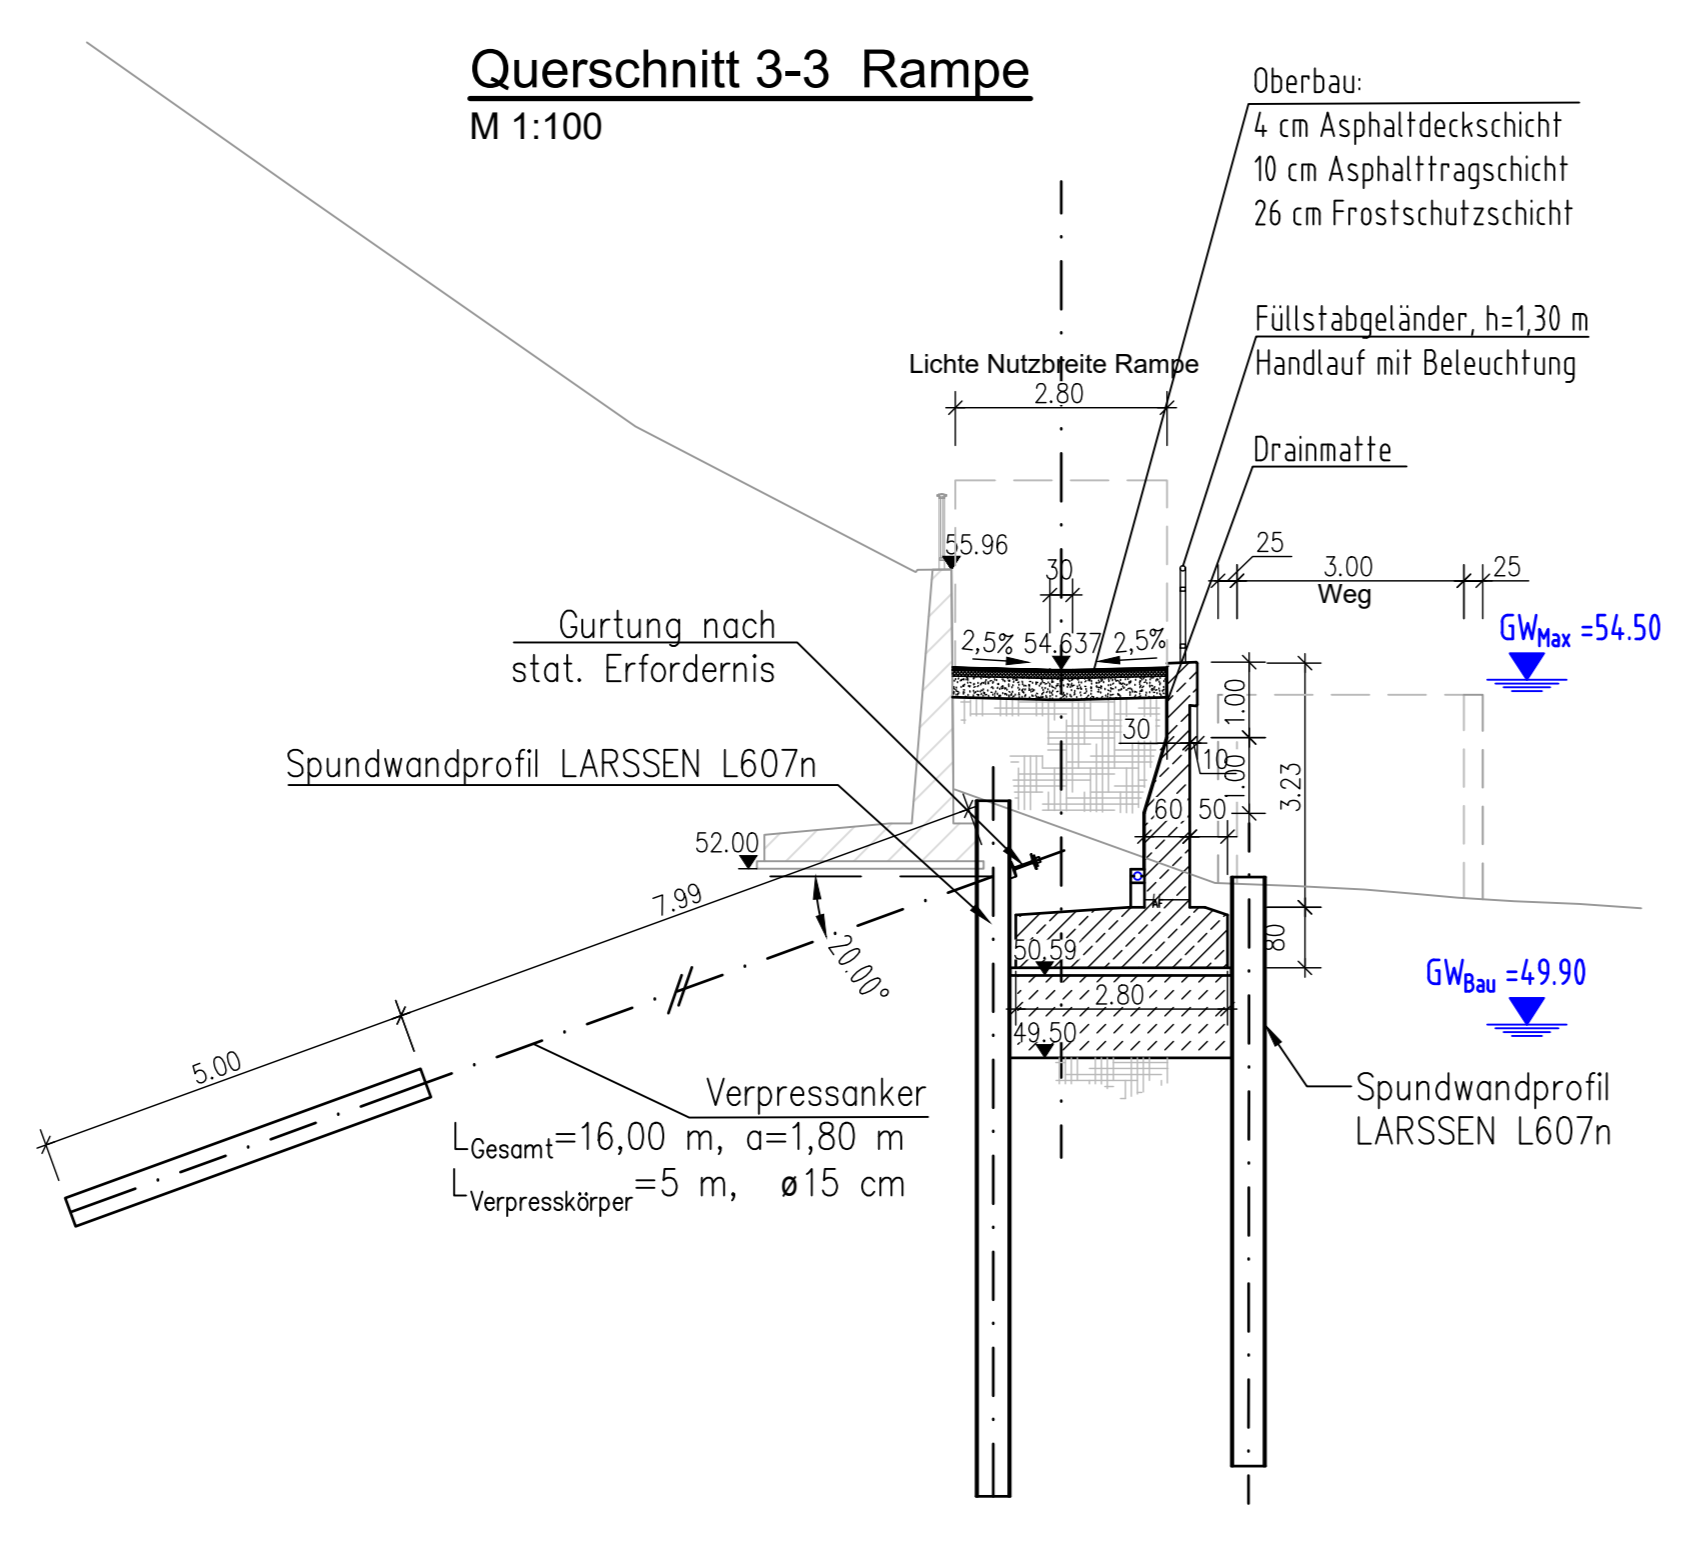 Querschnitt 3-3 Rampe
M 1:100
Oberbau:
4 cm Asphaltdeckschicht
10 cm Asphalttragschicht
26 cm Frostschutzschicht
Füllstabgeländer, h=1,30 m
Handlauf mit Beleuchtung
Lichte Nutzbreite Rampe
2.80
Drainmatte
55.96
30
25
3.00
25
Weg
Gurtung nach
stat. Erfordernis
2,5%
54.637
2,5%
GWMax =54.50
1.00
30
10
1.00
3.23
Spundwandprofil LARSSEN L607n
60
50
52.00
7.99
20.00°
AF
80
50.59
GWBau =49.90
2.80
49.50
5.00
Verpressanker
LGesamt=16,00 m, a=1,80 m
LVerpresskörper=5 m, ø15 cm
Spundwandprofil
LARSSEN L607n